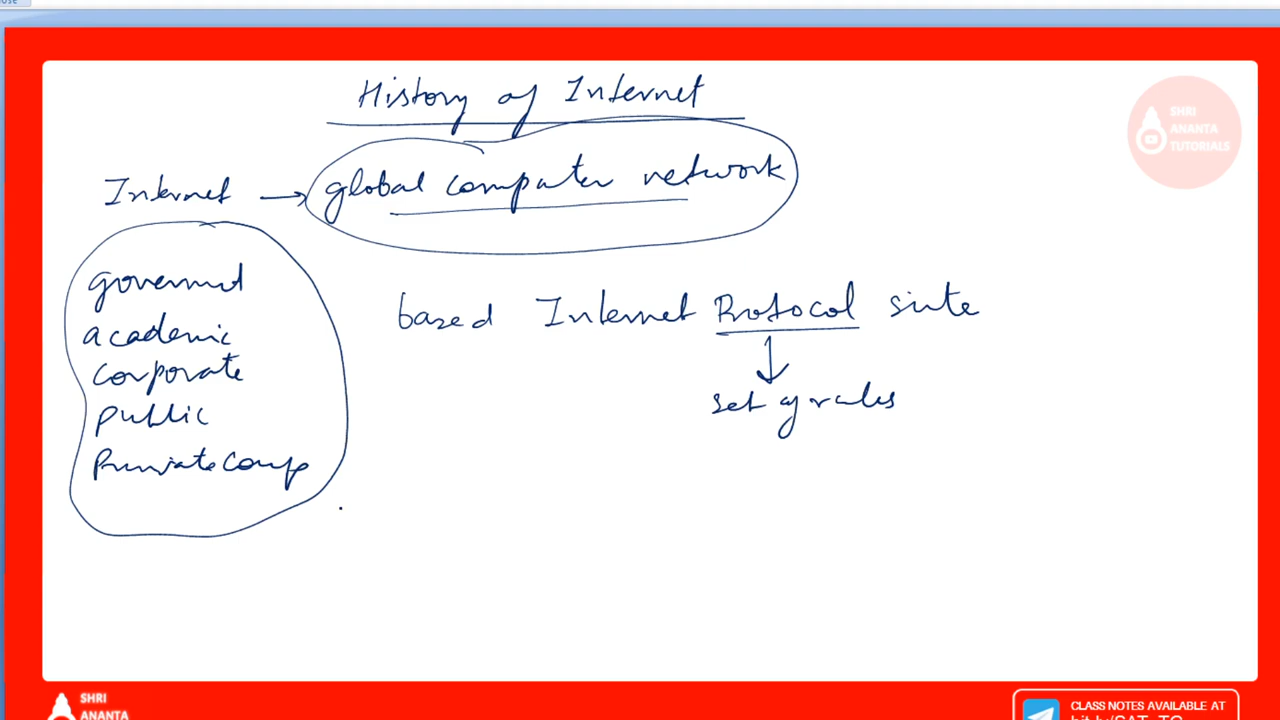 History of Internet
SHRI
ANANTA
TUTORIALS
Internet → global computer network
government
academic
corporate
public
Private Comp
based Internet Protocol suite
↓
set of rules
SHRI
ANANTA
CLASS NOTES AVAILABLE AT